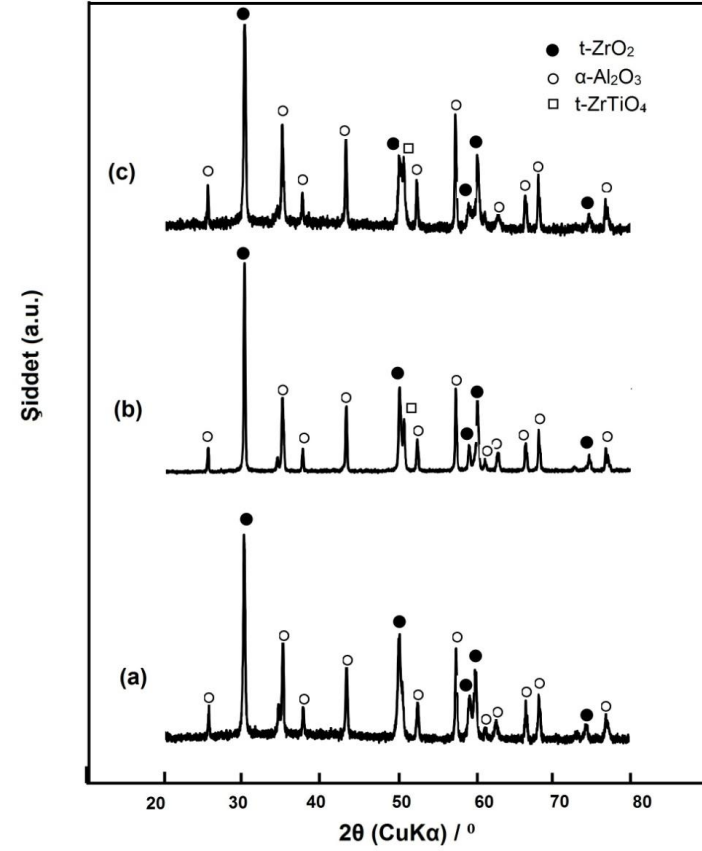 t-ZrO₂
α-Al₂O₃
t-ZrTiO₄
(c)
(b)
(a)
Şiddet (a.u.)
20 30 40 50 60 70 80
2θ (CuKα) / ⁰